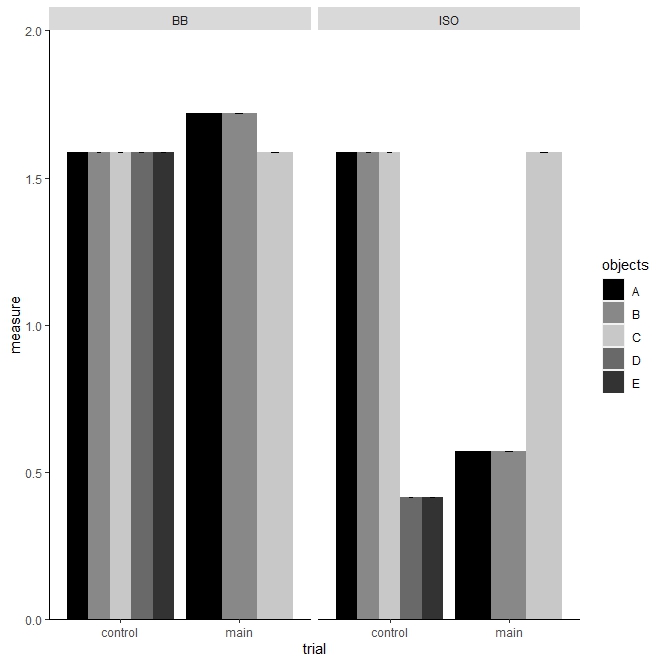 BB
ISO
2.0
1.5
1.0
0.5
0.0
measure
control
main
control
main
trial
objects
A
B
C
D
E